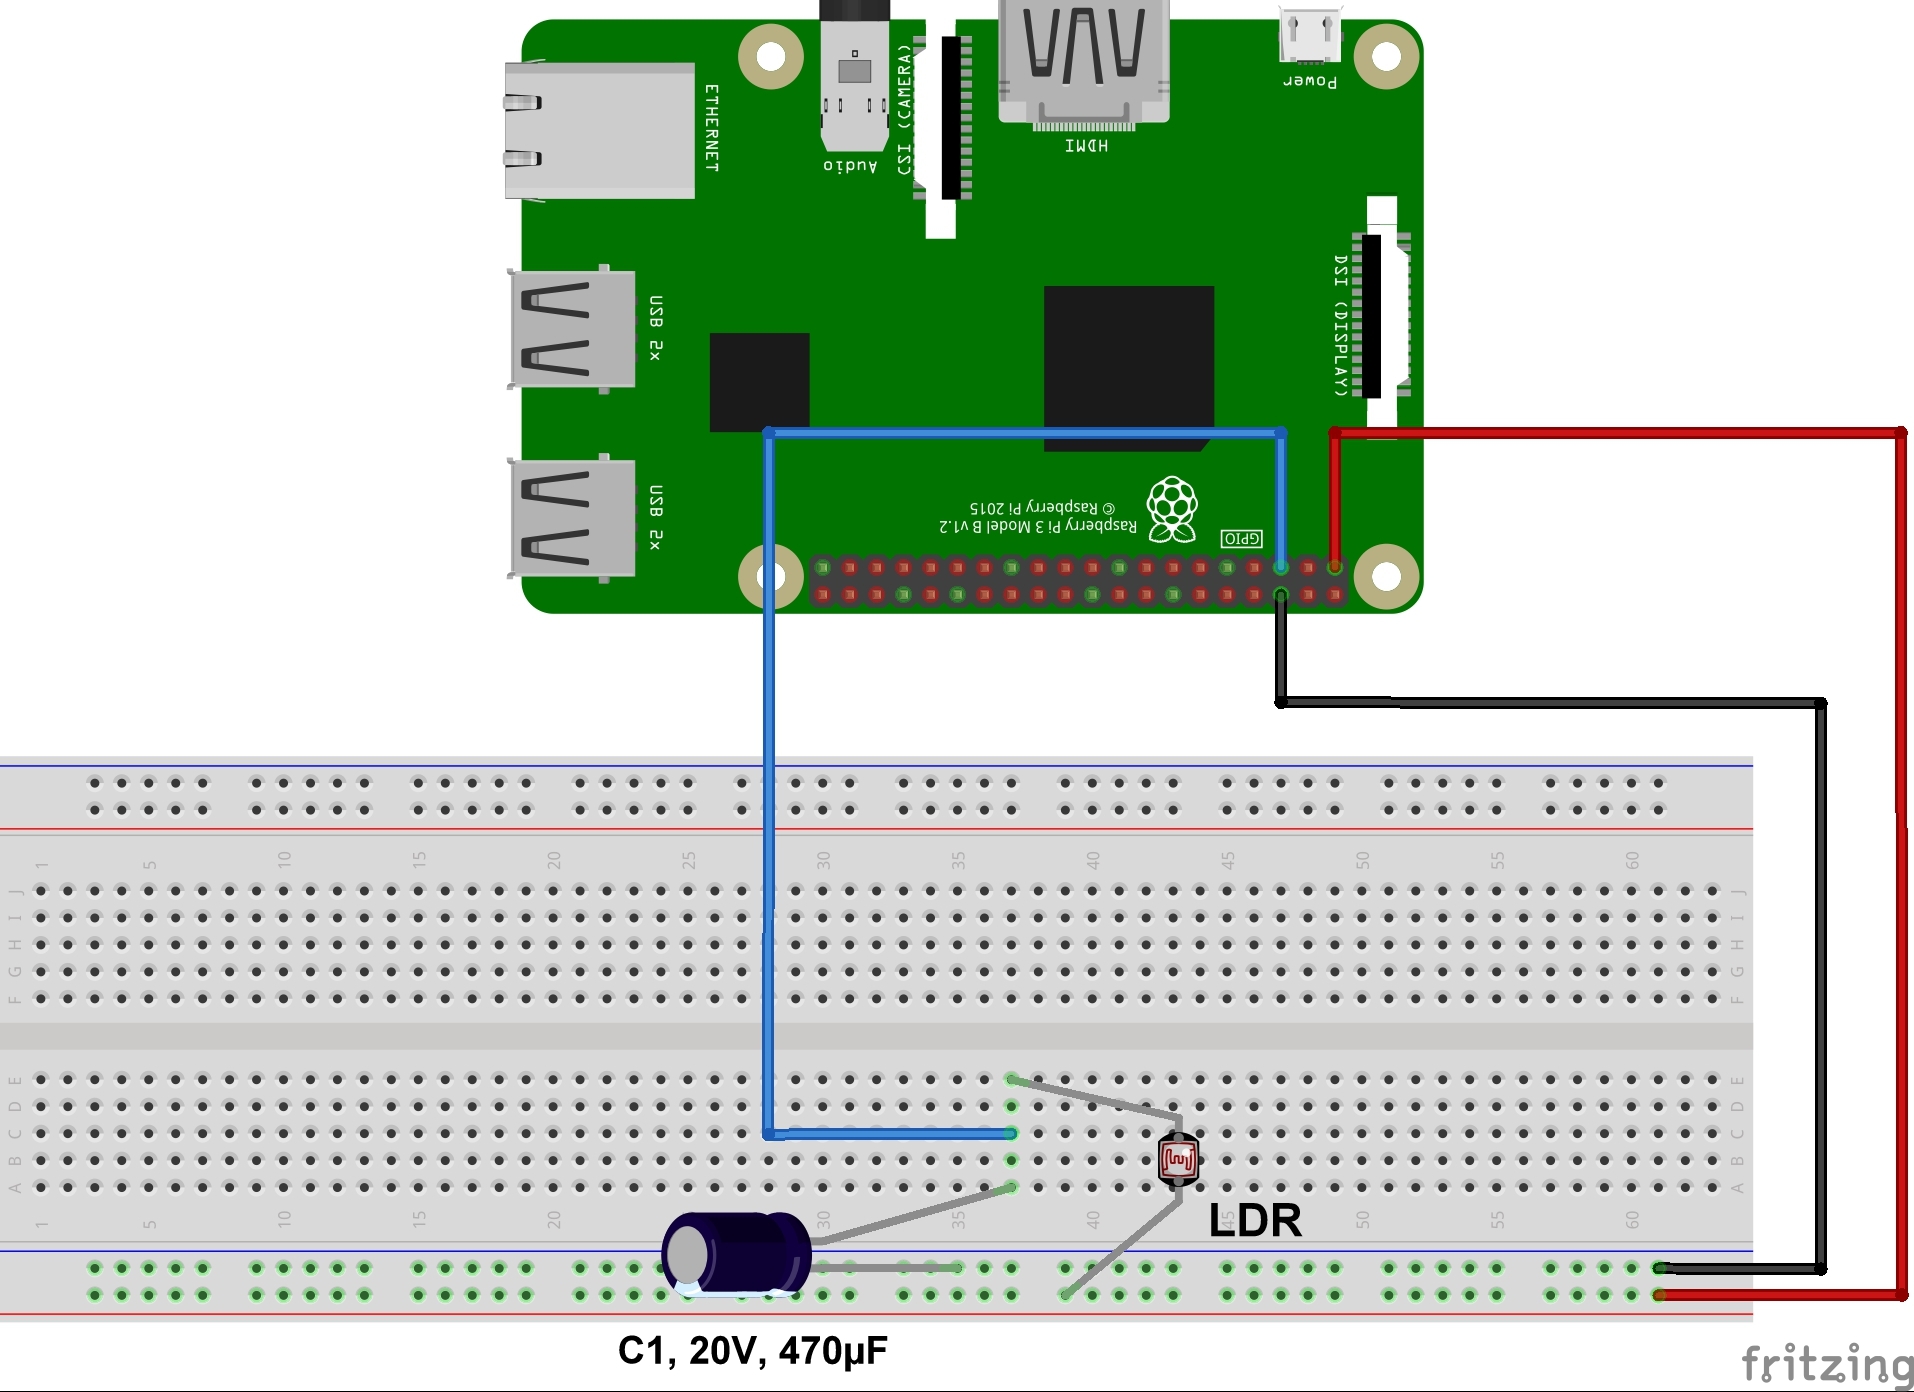 Power
ETHERNET
CSI (CAMERA)
Audio
HDMI
DSI (DISPLAY)
USB 2x
USB 2x
Raspberry Pi 3 Model B v1.2
© Raspberry Pi 2015
GPIO
1 5 10 15 20 25 30 35 40 45 50 55 60
J J
I I
H H
G G
F F
E E
D D
C C
B B
A A
LDR
1 5 10 15 20 30 35 40 45 50 55 60
C1, 20V, 470µF
fritzing